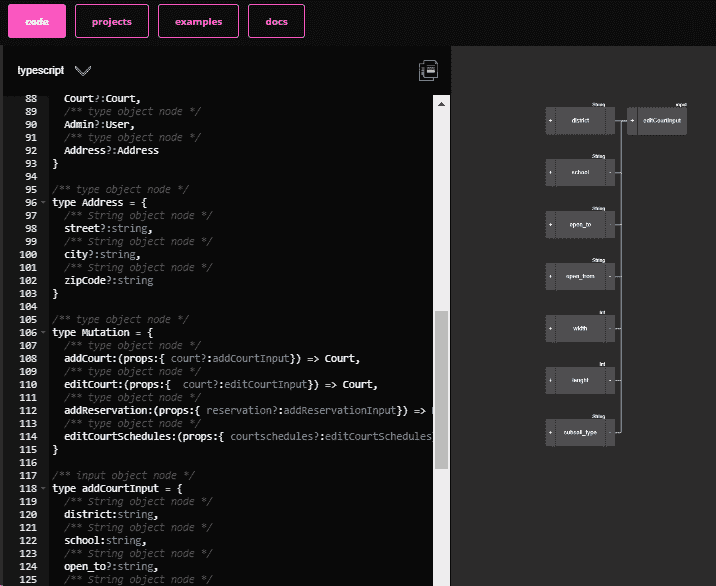 code projects examples docs
typescript
88 Court?:Court,
89 /** type object node */
90 Admin?:User,
91 /** type object node */
92 Address?:Address
93 }
94
95 /** type object node */
96 type Address = {
97 /** String object node */
98 street?:string,
99 /** String object node */
100 city?:string,
101 /** String object node */
102 zipCode?:string
103 }
104
105 /** type object node */
106 type Mutation = {
107 /** type object node */
108 addCourt:(props:{ court?:addCourtInput}) => Court,
109 /** type object node */
110 editCourt:(props:{  court?:editCourtInput}) => Court,
111 /** type object node */
112 addReservation:(props:{ reservation?:addReservationInput}) =>
113 /** type object node */
114 editCourtSchedules:(props:{ courtschedules?:editCourtSchedules
115 }
116
117 /** input object node */
118 type addCourtInput = {
119 /** String object node */
120 district:string,
121 /** String object node */
122 school:string,
123 /** String object node */
124 open_to?:string,
125 /** String object node */
String
+ district -
input
+ editCourtInput
String
+ school -
String
+ open_to -
String
+ open_from -
Int
+ width -
Int
+ lenght -
String
+ subsoil_type -